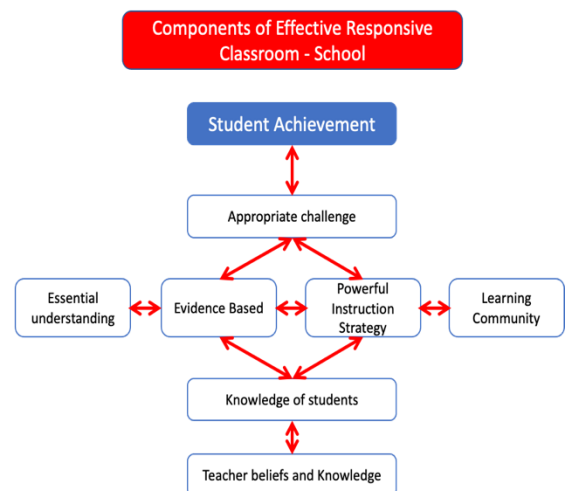 Components of Effective Responsive
Classroom - School
Student Achievement
Appropriate challenge
Essential
understanding
Evidence Based
Powerful
Instruction
Strategy
Learning
Community
Knowledge of students
Teacher beliefs and Knowledge